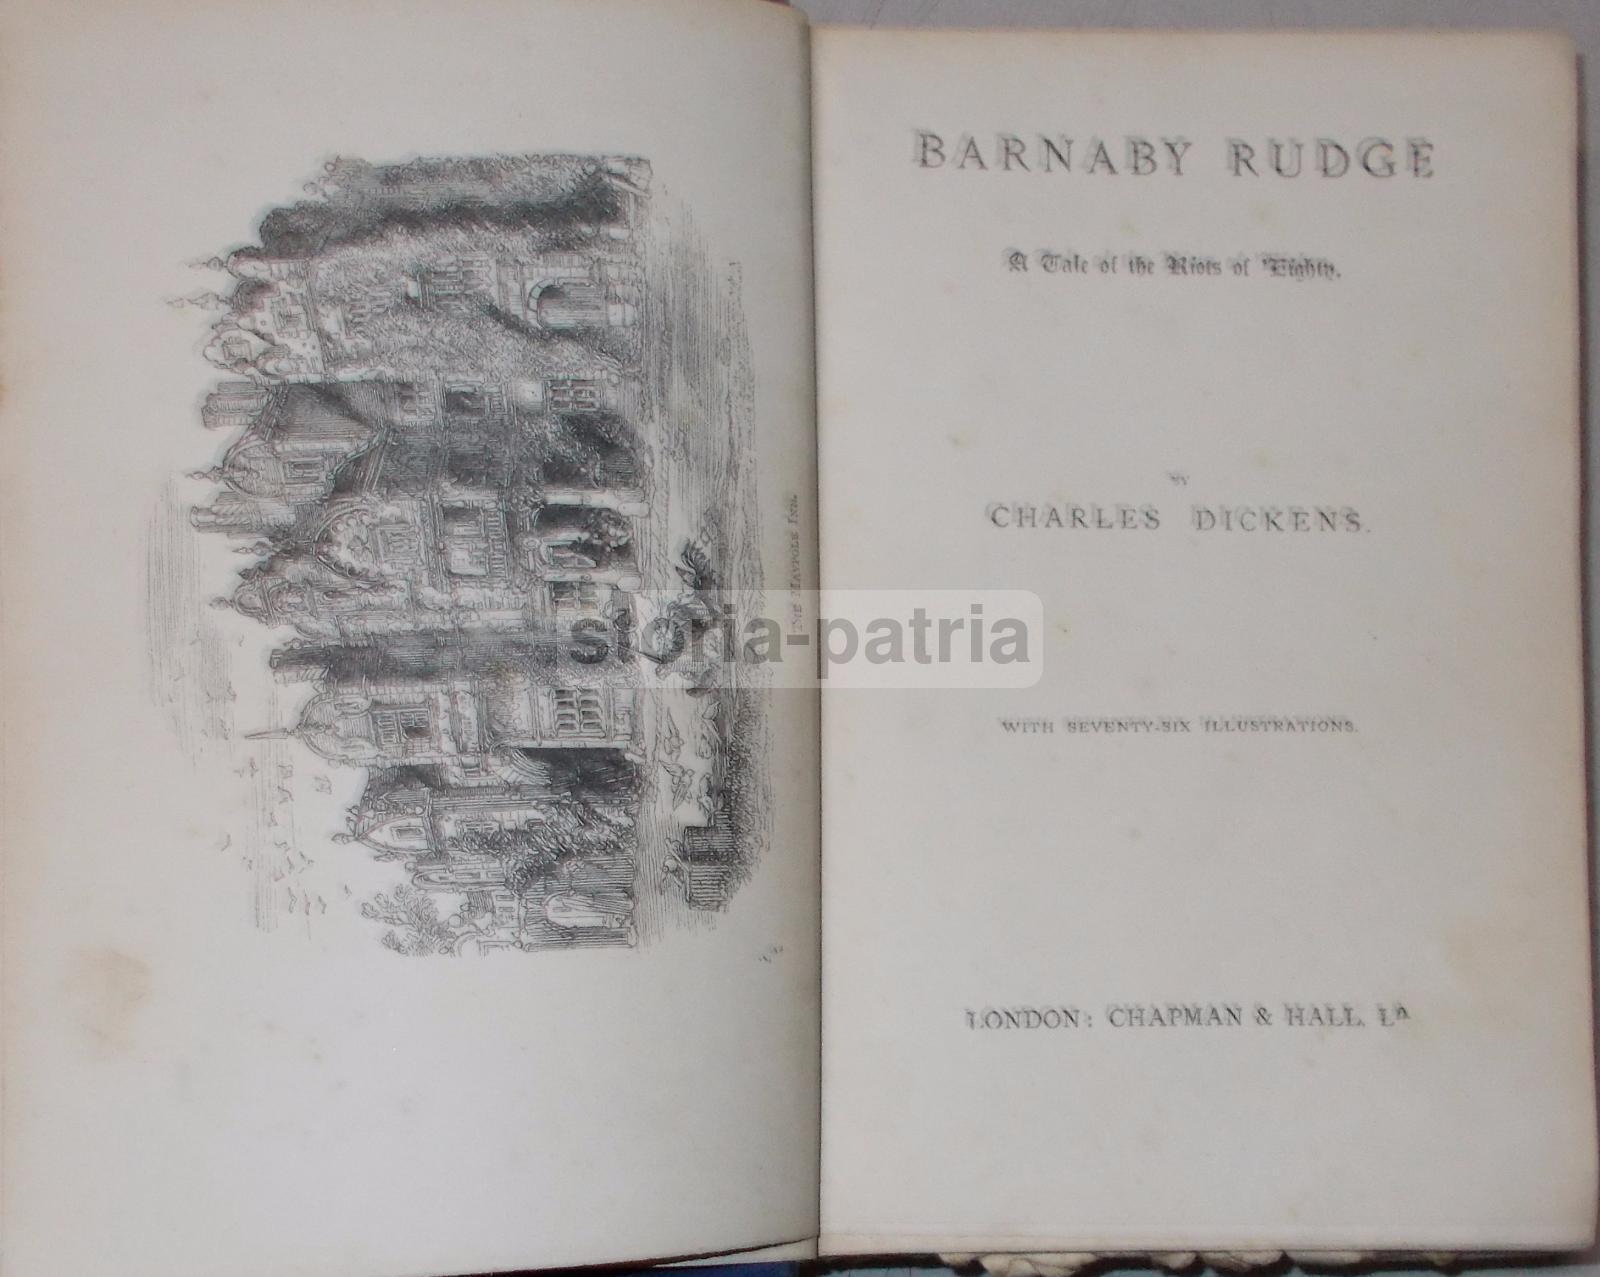 THE MAYPOLE INN.
BARNABY RUDGE
A Tale of the Riots of 'Eighty.
BY
CHARLES DICKENS.
WITH SEVENTY-SIX ILLUSTRATIONS.
LONDON: CHAPMAN & HALL, LD.
storia-patria